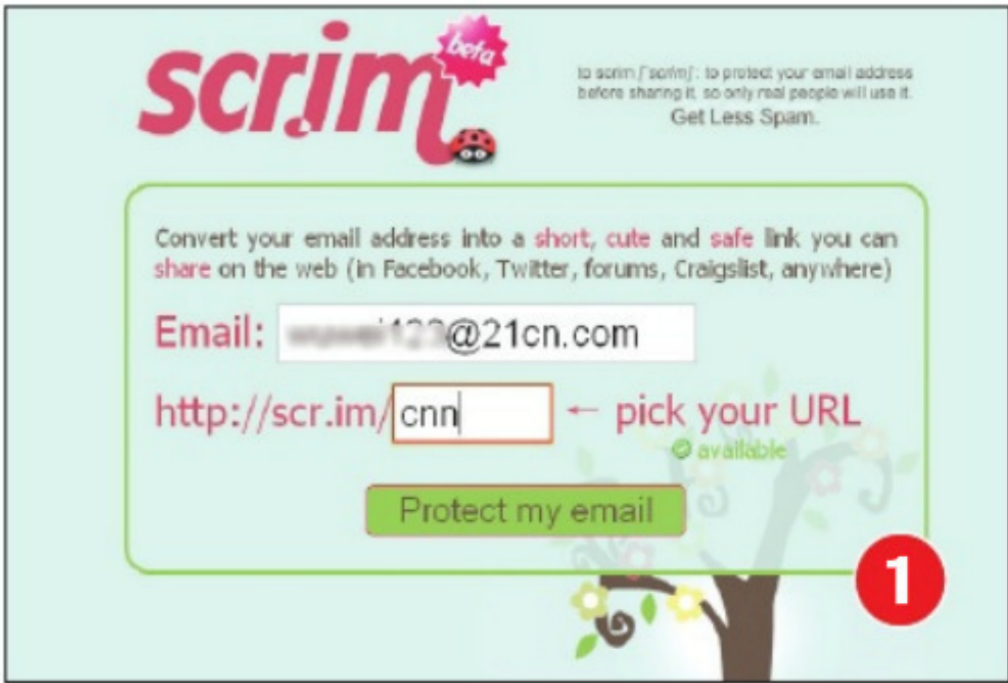 scr.im
beta
to scrim ['scrim]: to protect your email address
before sharing it, so only real people will use it.
Get Less Spam.
Convert your email address into a short, cute and safe link you can
share on the web (in Facebook, Twitter, forums, Craigslist, anywhere)
Email: @21cn.com
http://scr.im/ cnn ← pick your URL
available
Protect my email
1